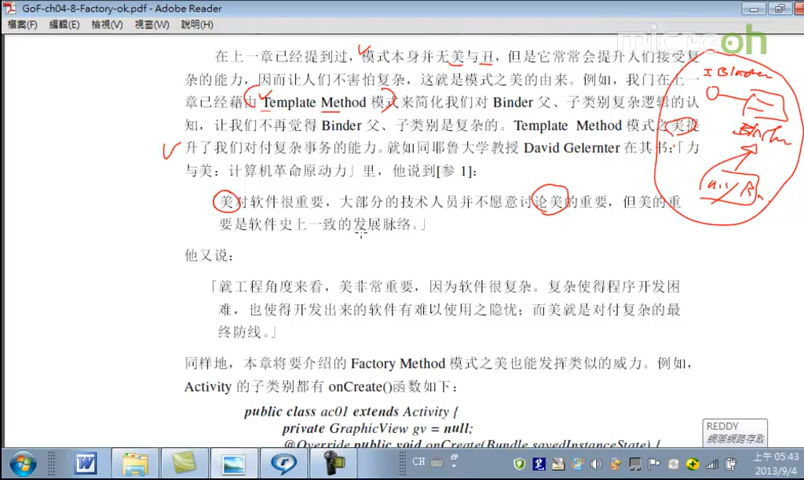 GoF-ch04-8-Factory-ok.pdf - Adobe Reader
檔案(F) 編輯(E) 檢視(V) 視窗(W) 說明(H)
microoh
在上一章已经提到过，模式本身并无美与丑，但是它常常会提升人们接受复
杂的能力，因而让人们不害怕复杂，这就是模式之美的由来。例如，我们在上一
章已经藉由 Template Method 模式来简化我们对 Binder 父、子类别复杂逻辑的认
知，让我们不再觉得 Binder 父、子类别是复杂的。Template Method 模式之美提
升了我们对付复杂事务的能力。就如同耶鲁大学教授 David Gelernter 在其书：「力
与美：计算机革命原动力」里，他说到[参 1]：
IBinder
美对软件很重要，大部分的技术人员并不愿意讨论美的重要，但美的重
要是软件史上一致的发展脉络。」
他又说：
「就工程角度来看，美非常重要，因为软件很复杂。复杂使得程序开发困
难，也使得开发出来的软件有难以使用之隐忧；而美就是对付复杂的最
终防线。」
同样地，本章将要介绍的 Factory Method 模式之美也能发挥类似的威力。例如，
Activity 的子类别都有 onCreate()函数如下：
public class ac01 extends Activity {
private GraphicView gv = null;
@Override public void onCreate(Bundle savedInstanceState) {
REDDY
網際網路存取
CH
上午 05:43
2013/9/4